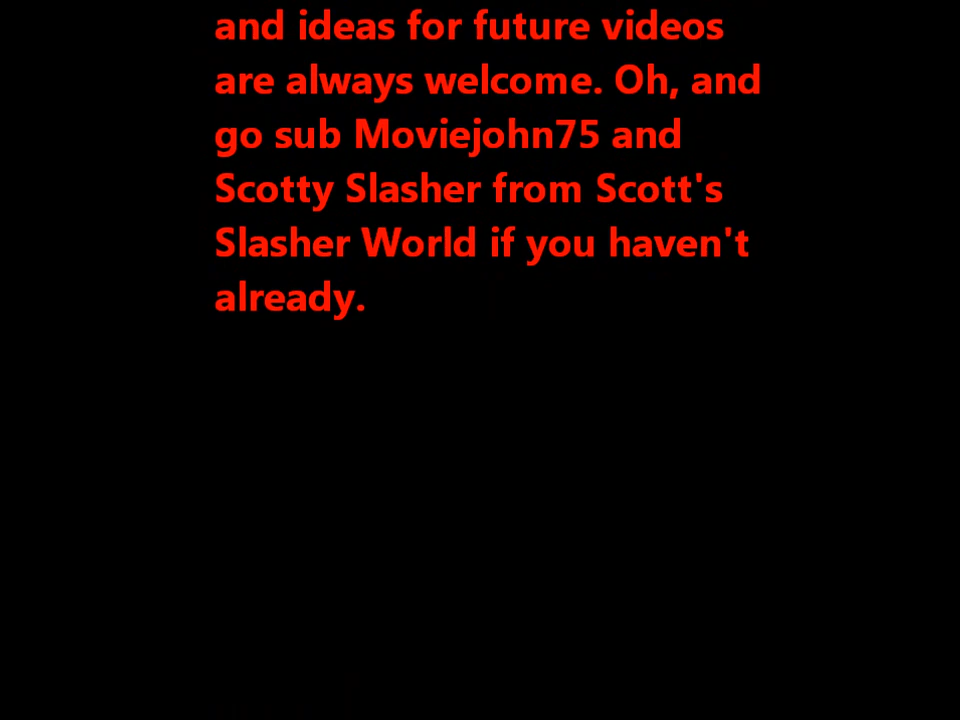 and ideas for future videos
are always welcome. Oh, and
go sub Moviejohn75 and
Scotty Slasher from Scott's
Slasher World if you haven't
already.